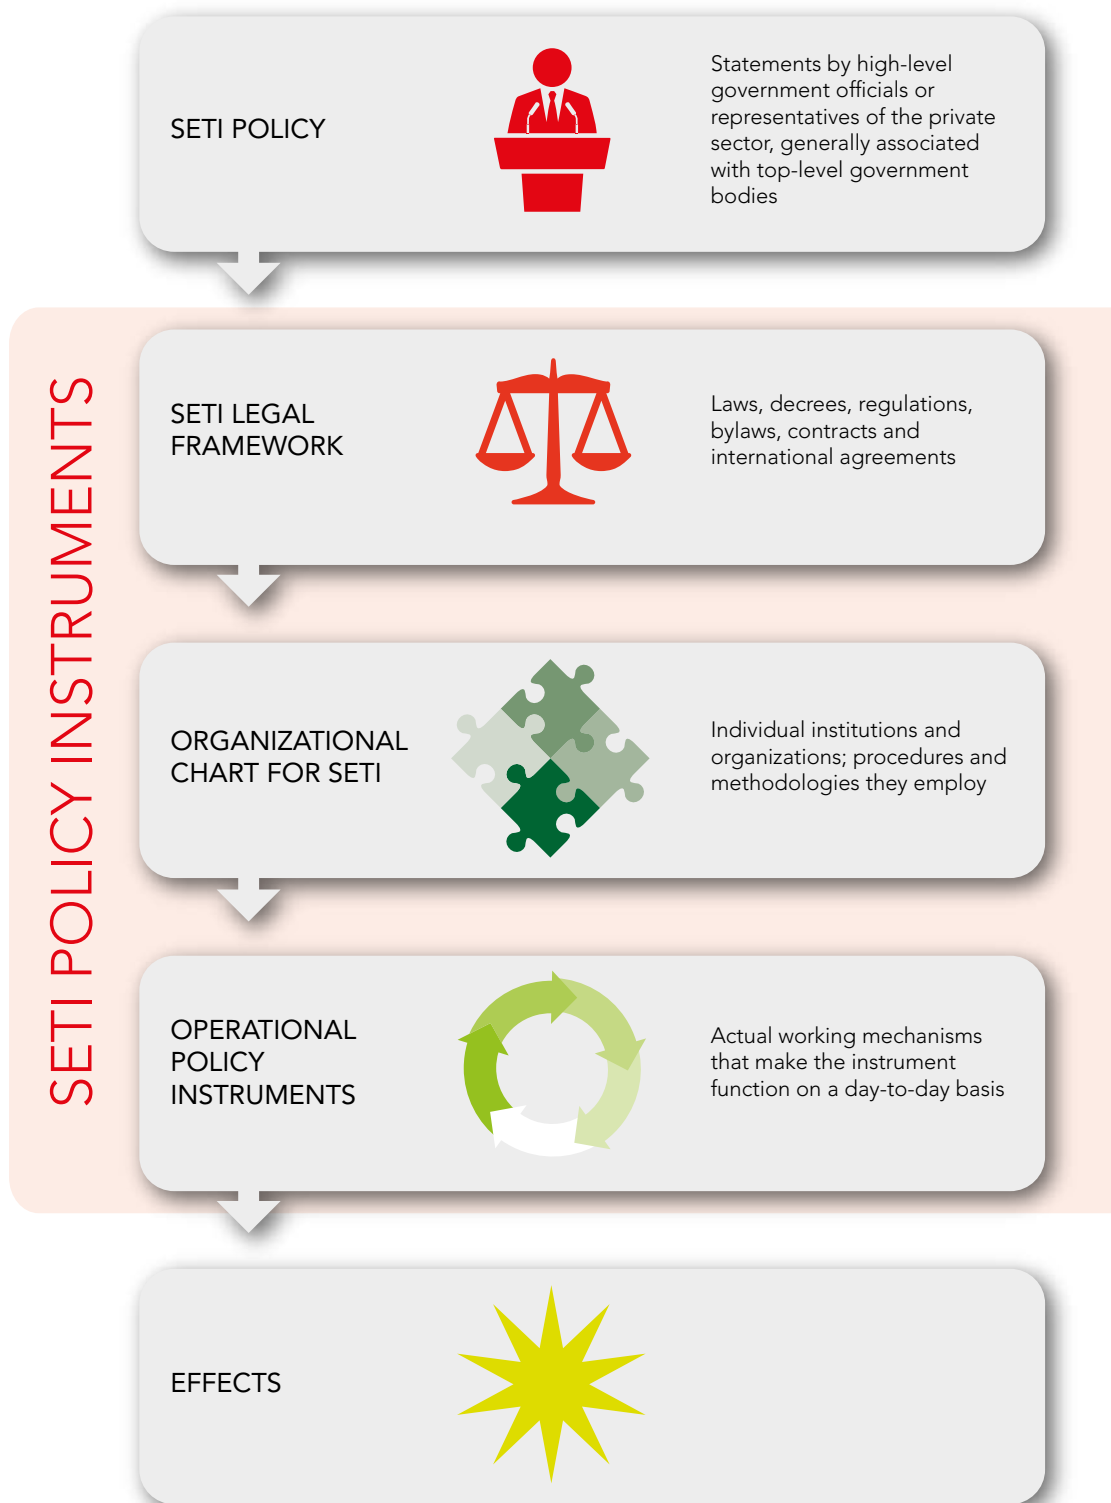 SETI POLICY
Statements by high-level
government officials or
representatives of the private
sector, generally associated
with top-level government
bodies
SETI POLICY INSTRUMENTS
SETI LEGAL
FRAMEWORK
Laws, decrees, regulations,
bylaws, contracts and
international agreements
ORGANIZATIONAL
CHART FOR SETI
Individual institutions and
organizations; procedures and
methodologies they employ
OPERATIONAL
POLICY
INSTRUMENTS
Actual working mechanisms
that make the instrument
function on a day-to-day basis
EFFECTS